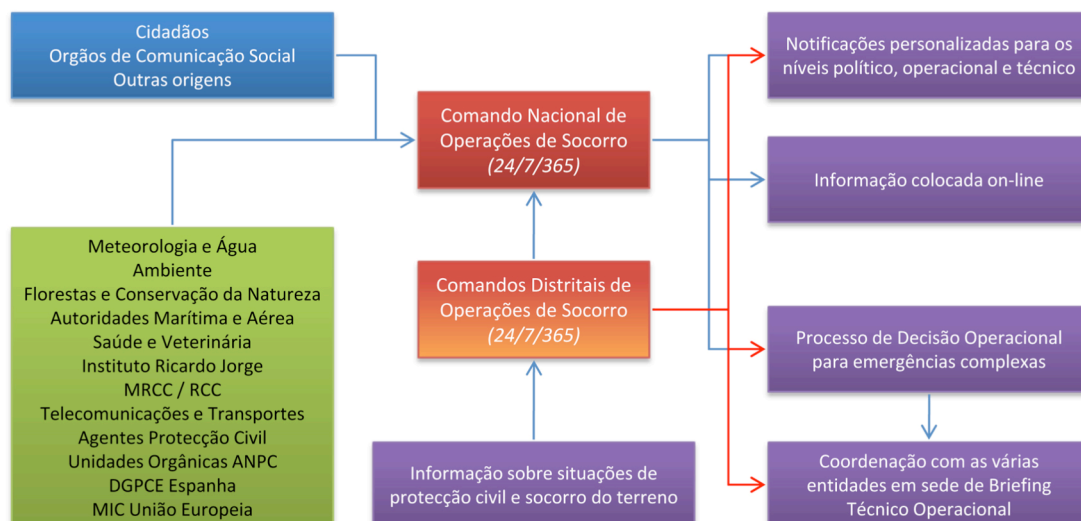 Cidadãos
Orgãos de Comunicação Social
Outras origens
Comando Nacional de
Operações de Socorro
(24/7/365)
Notificações personalizadas para os
níveis político, operacional e técnico
Informação colocada on-line
Meteorologia e Água
Ambiente
Florestas e Conservação da Natureza
Autoridades Marítima e Aérea
Saúde e Veterinária
Instituto Ricardo Jorge
MRCC / RCC
Telecomunicações e Transportes
Agentes Protecção Civil
Unidades Orgânicas ANPC
DGPCE Espanha
MIC União Europeia
Comandos Distritais de
Operações de Socorro
(24/7/365)
Processo de Decisão Operacional
para emergências complexas
Informação sobre situações de
protecção civil e socorro do terreno
Coordenação com as várias
entidades em sede de Briefing
Técnico Operacional